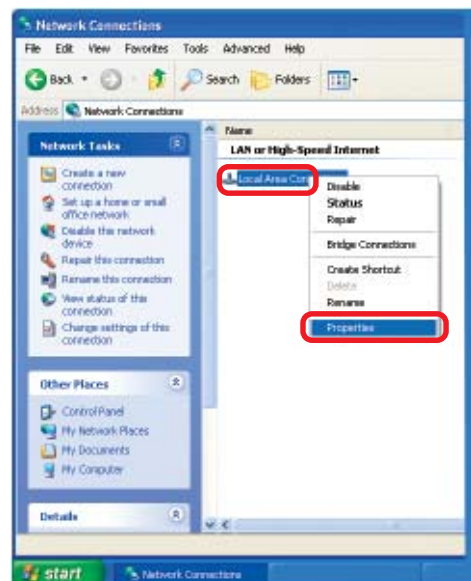 Network Connections
File Edit View Favorites Tools Advanced Help
Back Search Folders
Address Network Connections
Network Tasks
Create a new
connection
Set up a home or small
office network
Disable this network
device
Repair this connection
Rename this connection
View status of this
connection
Change settings of this
connection
Other Places
Control Panel
My Network Places
My Documents
My Computer
Details
Name
LAN or High-Speed Internet
Local Area Con
Disable
Status
Repair
Bridge Connections
Create Shortcut
Delete
Rename
Properties
start Network Connections